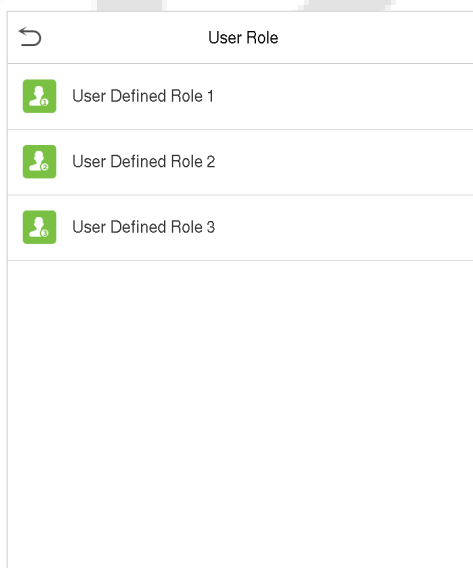 User Role
User Defined Role 1
User Defined Role 2
User Defined Role 3